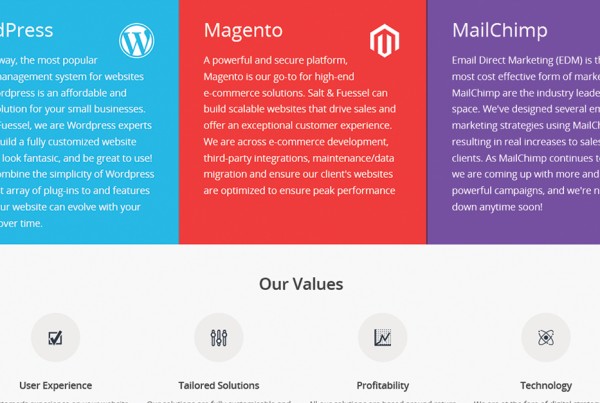 dPress
way, the most popular
management system for websites
ordpress is an affordable and
olution for your small businesses.
Fuessel, we are Wordpress experts
uild a fully customized website
look fantasic, and be great to use!
ombine the simplicity of Wordpress
t array of plug-ins to and features
ur website can evolve with your
over time.
Magento
A powerful and secure platform,
Magento is our go-to for high-end
e-commerce solutions. Salt & Fuessel can
build scalable websites that drive sales and
offer an exceptional customer experience.
We are across e-commerce development,
third-party integrations, maintenance/data
migration and ensure our client's websites
are optimized to ensure peak performance
MailChimp
Email Direct Marketing (EDM) is th
most cost effective form of marke
MailChimp are the industry leade
space. We've designed several en
marketing strategies using MailCh
resulting in real increases to sales
clients. As MailChimp continues to
we are coming up with more and
powerful campaigns, and we're n
down anytime soon!
Our Values
User Experience
Tailored Solutions
Profitability
Technology